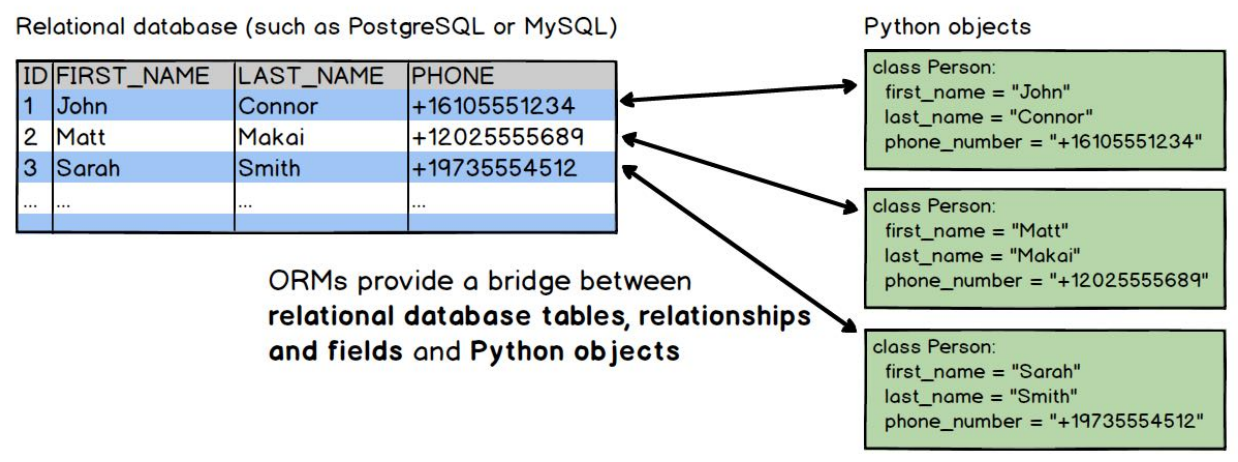 Relational database (such as PostgreSQL or MySQL)
ID FIRST_NAME LAST_NAME PHONE
1 John Connor +16105551234
2 Matt Makai +12025555689
3 Sarah Smith +19735554512
... ... ... ...
ORMs provide a bridge between
relational database tables, relationships
and fields and Python objects
Python objects
class Person:
first_name = "John"
last_name = "Connor"
phone_number = "+16105551234"
class Person:
first_name = "Matt"
last_name = "Makai"
phone_number = "+12025555689"
class Person:
first_name = "Sarah"
last_name = "Smith"
phone_number = "+19735554512"